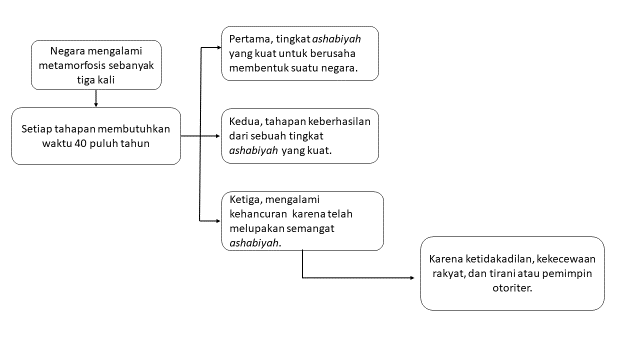 Negara mengalami
metamorfosis sebanyak
tiga kali
Setiap tahapan membutuhkan
waktu 40 puluh tahun
Pertama, tingkat ashabiyah
yang kuat untuk berusaha
membentuk suatu negara.
Kedua, tahapan keberhasilan
dari sebuah tingkat
ashabiyah yang kuat.
Ketiga, mengalami
kehancuran karena telah
melupakan semangat
ashabiyah.
Karena ketidakadilan, kekecewaan
rakyat, dan tirani atau pemimpin
otoriter.